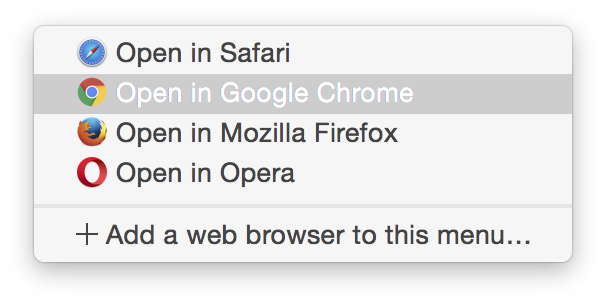 Open in Safari
Open in Google Chrome
Open in Mozilla Firefox
Open in Opera
Add a web browser to this menu…